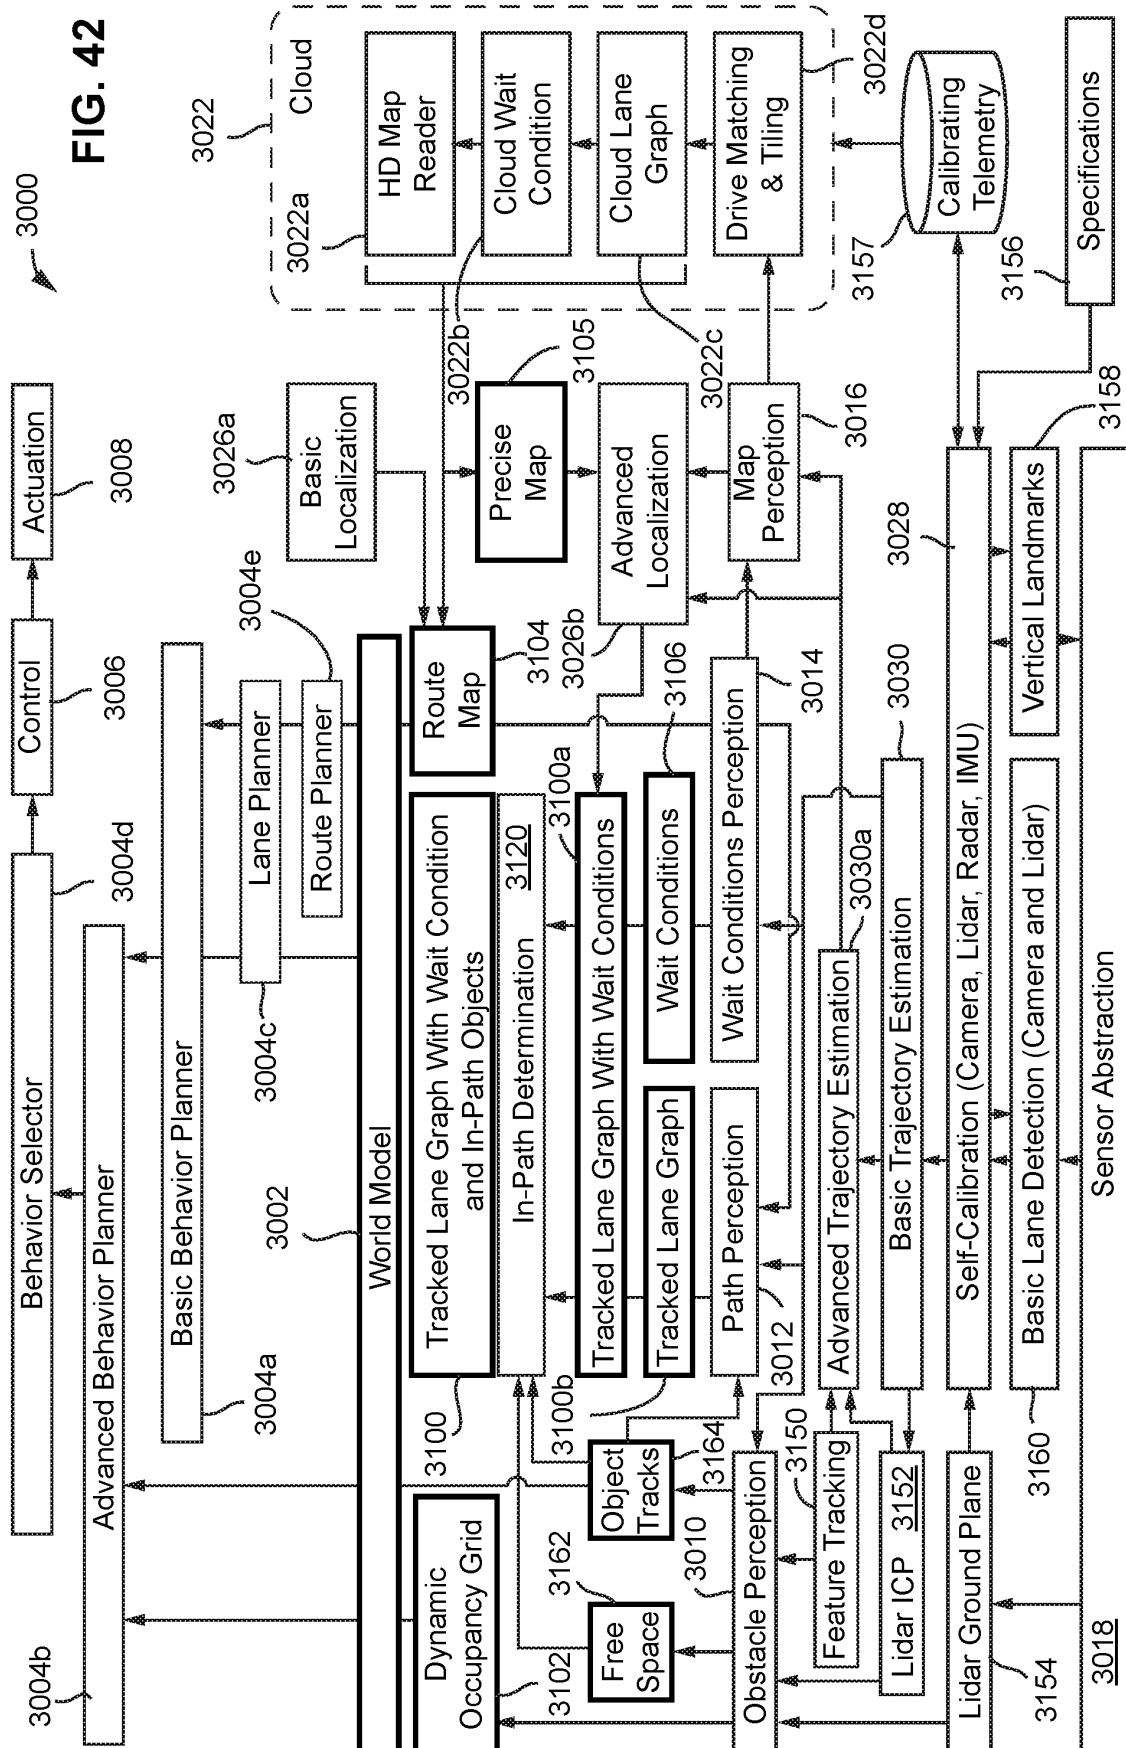 FIG. 42
3000
Behavior Selector
3004d
Control
3006
Actuation
3008
3004b
Advanced Behavior Planner
Basic Behavior Planner
3004a
Lane Planner
3004c
Route Planner
3004e
Basic
Localization
3026a
3022
Cloud
HD Map
Reader
3022a
Cloud Wait
Condition
3022b
Cloud Lane
Graph
3022c
Drive Matching
& Tiling
3022d
3002
World Model
Dynamic
Occupancy Grid
3102
Tracked Lane Graph With Wait Condition
and In-Path Objects
3100
Route
Map
3104
Precise
Map
3105
In-Path Determination
3120
Tracked Lane Graph With Wait Conditions
3100a
Advanced
Localization
3026b
Free
Space
3162
Object
Tracks
3164
Tracked Lane Graph
3100b
Wait Conditions
3106
Obstacle Perception
3010
Path Perception
3012
Wait Conditions Perception
3014
Map
Perception
3016
Feature Tracking
3150
Advanced Trajectory Estimation
3030a
Lidar ICP
3152
Basic Trajectory Estimation
3030
Calibrating
Telemetry
3157
Lidar Ground Plane
3154
Self-Calibration (Camera, Lidar, Radar, IMU)
3028
Basic Lane Detection (Camera and Lidar)
3160
Vertical Landmarks
3158
Specifications
3156
3018
Sensor Abstraction